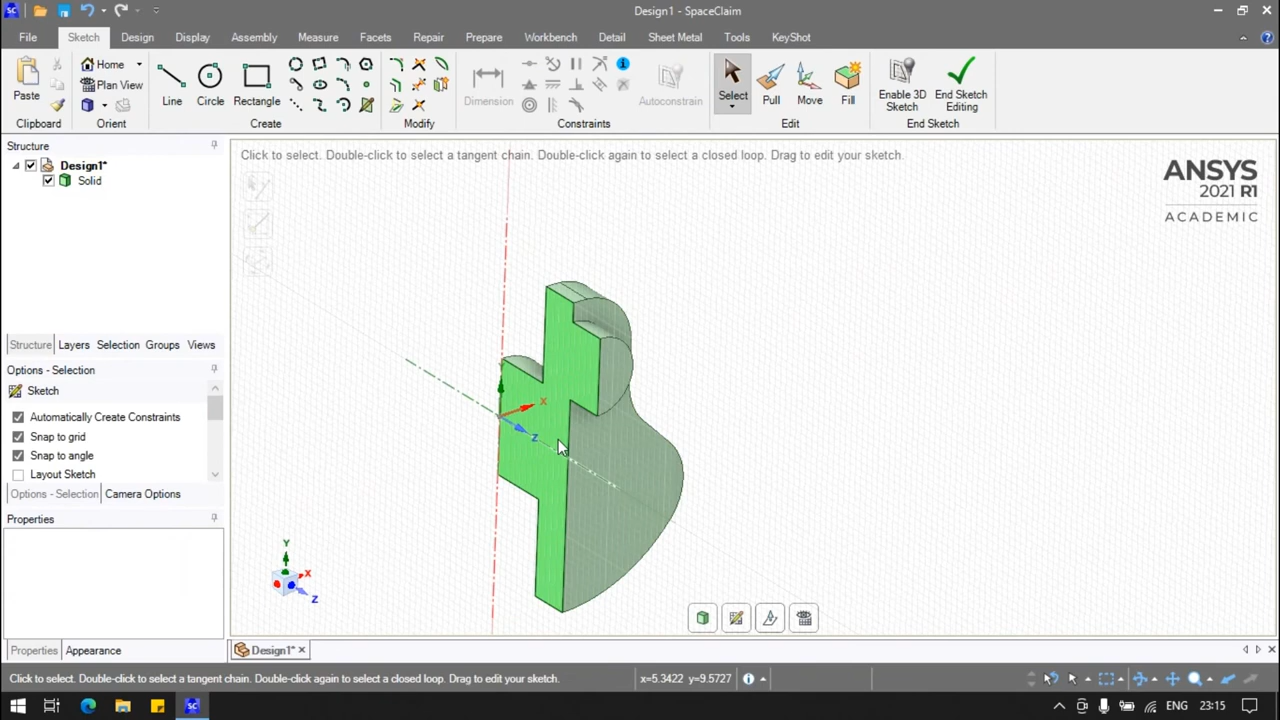 Design1 - SpaceClaim
File Sketch Design Display Assembly Measure Facets Repair Prepare Workbench Detail Sheet Metal Tools KeyShot
Paste
Home
Plan View
Line Circle Rectangle
Dimension
Autoconstrain
Select Pull Move Fill
Enable 3D Sketch
End Sketch Editing
Clipboard Orient Create Modify Constraints Edit End Sketch
Structure
Design1*
Solid
Click to select. Double-click to select a tangent chain. Double-click again to select a closed loop. Drag to edit your sketch.
ANSYS
2021 R1
ACADEMIC
X
Z
Structure Layers Selection Groups Views
Options - Selection
Sketch
Automatically Create Constraints
Snap to grid
Snap to angle
Layout Sketch
Options - Selection Camera Options
Properties
Y
X
Z
Properties Appearance
Design1*
Click to select. Double-click to select a tangent chain. Double-click again to select a closed loop. Drag to edit your sketch.
x=5.3422 y=9.5727
ENG 23:15